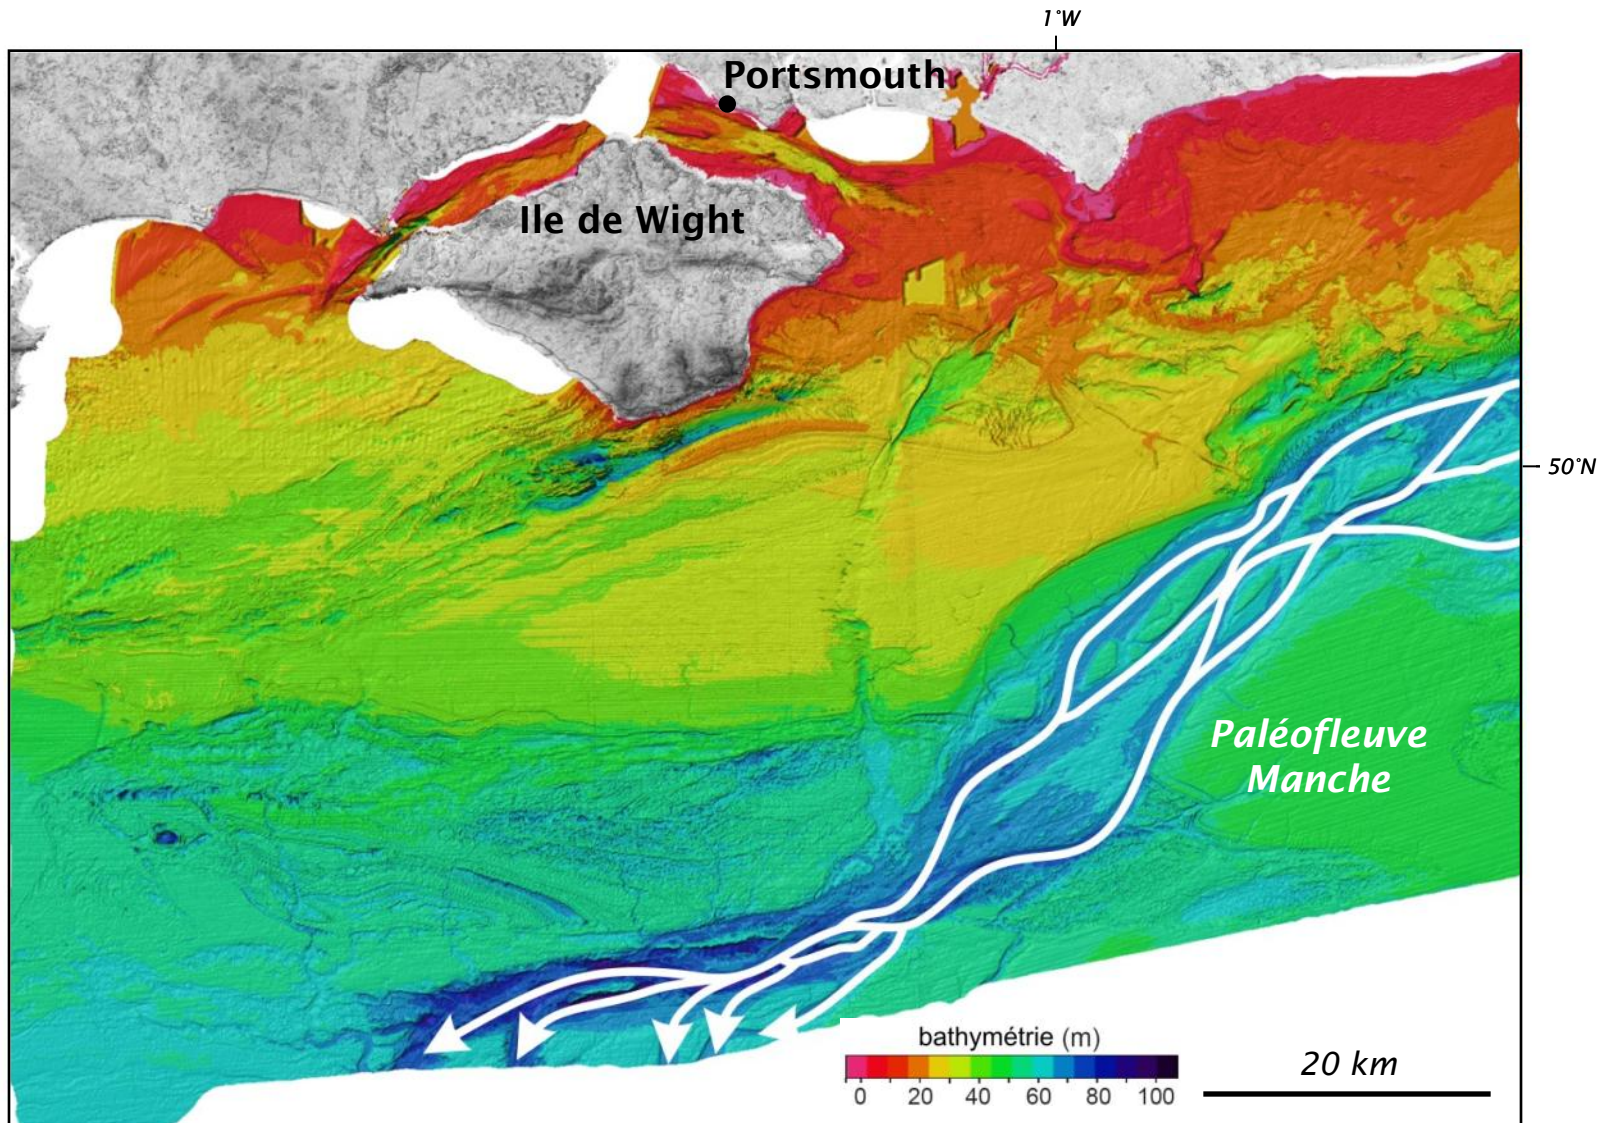 1°W
Portsmouth
Ile de Wight
50°N
Paléofleuve
Manche
bathymétrie (m)
0 20 40 60 80 100
20 km